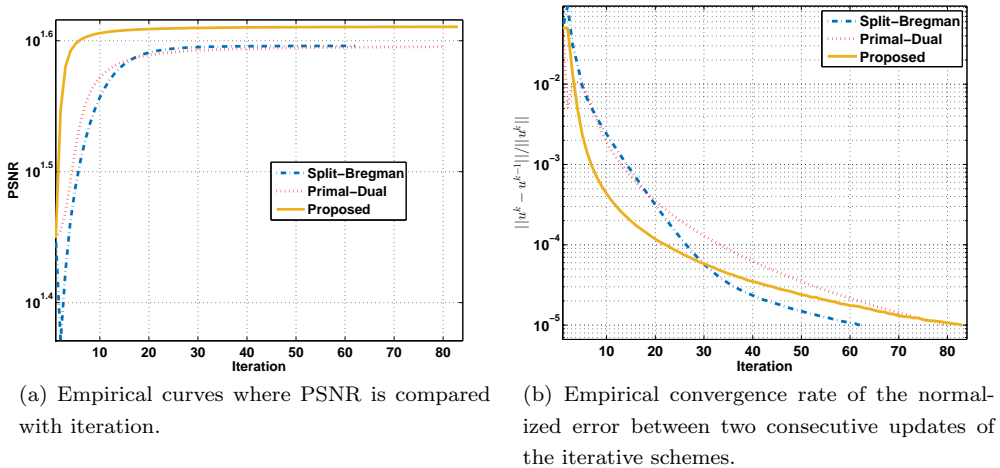 10^1.6
10^1.5
10^1.4
PSNR
Split-Bregman
Primal-Dual
Proposed
10 20 30 40 50 60 70 80
Iteration
(a) Empirical curves where PSNR is compared
with iteration.
10^-2
10^-3
10^-4
10^-5
||u^k − u^{k−1}||/||u^k||
Split-Bregman
Primal-Dual
Proposed
10 20 30 40 50 60 70 80
Iteration
(b) Empirical convergence rate of the normal-
ized error between two consecutive updates of
the iterative schemes.